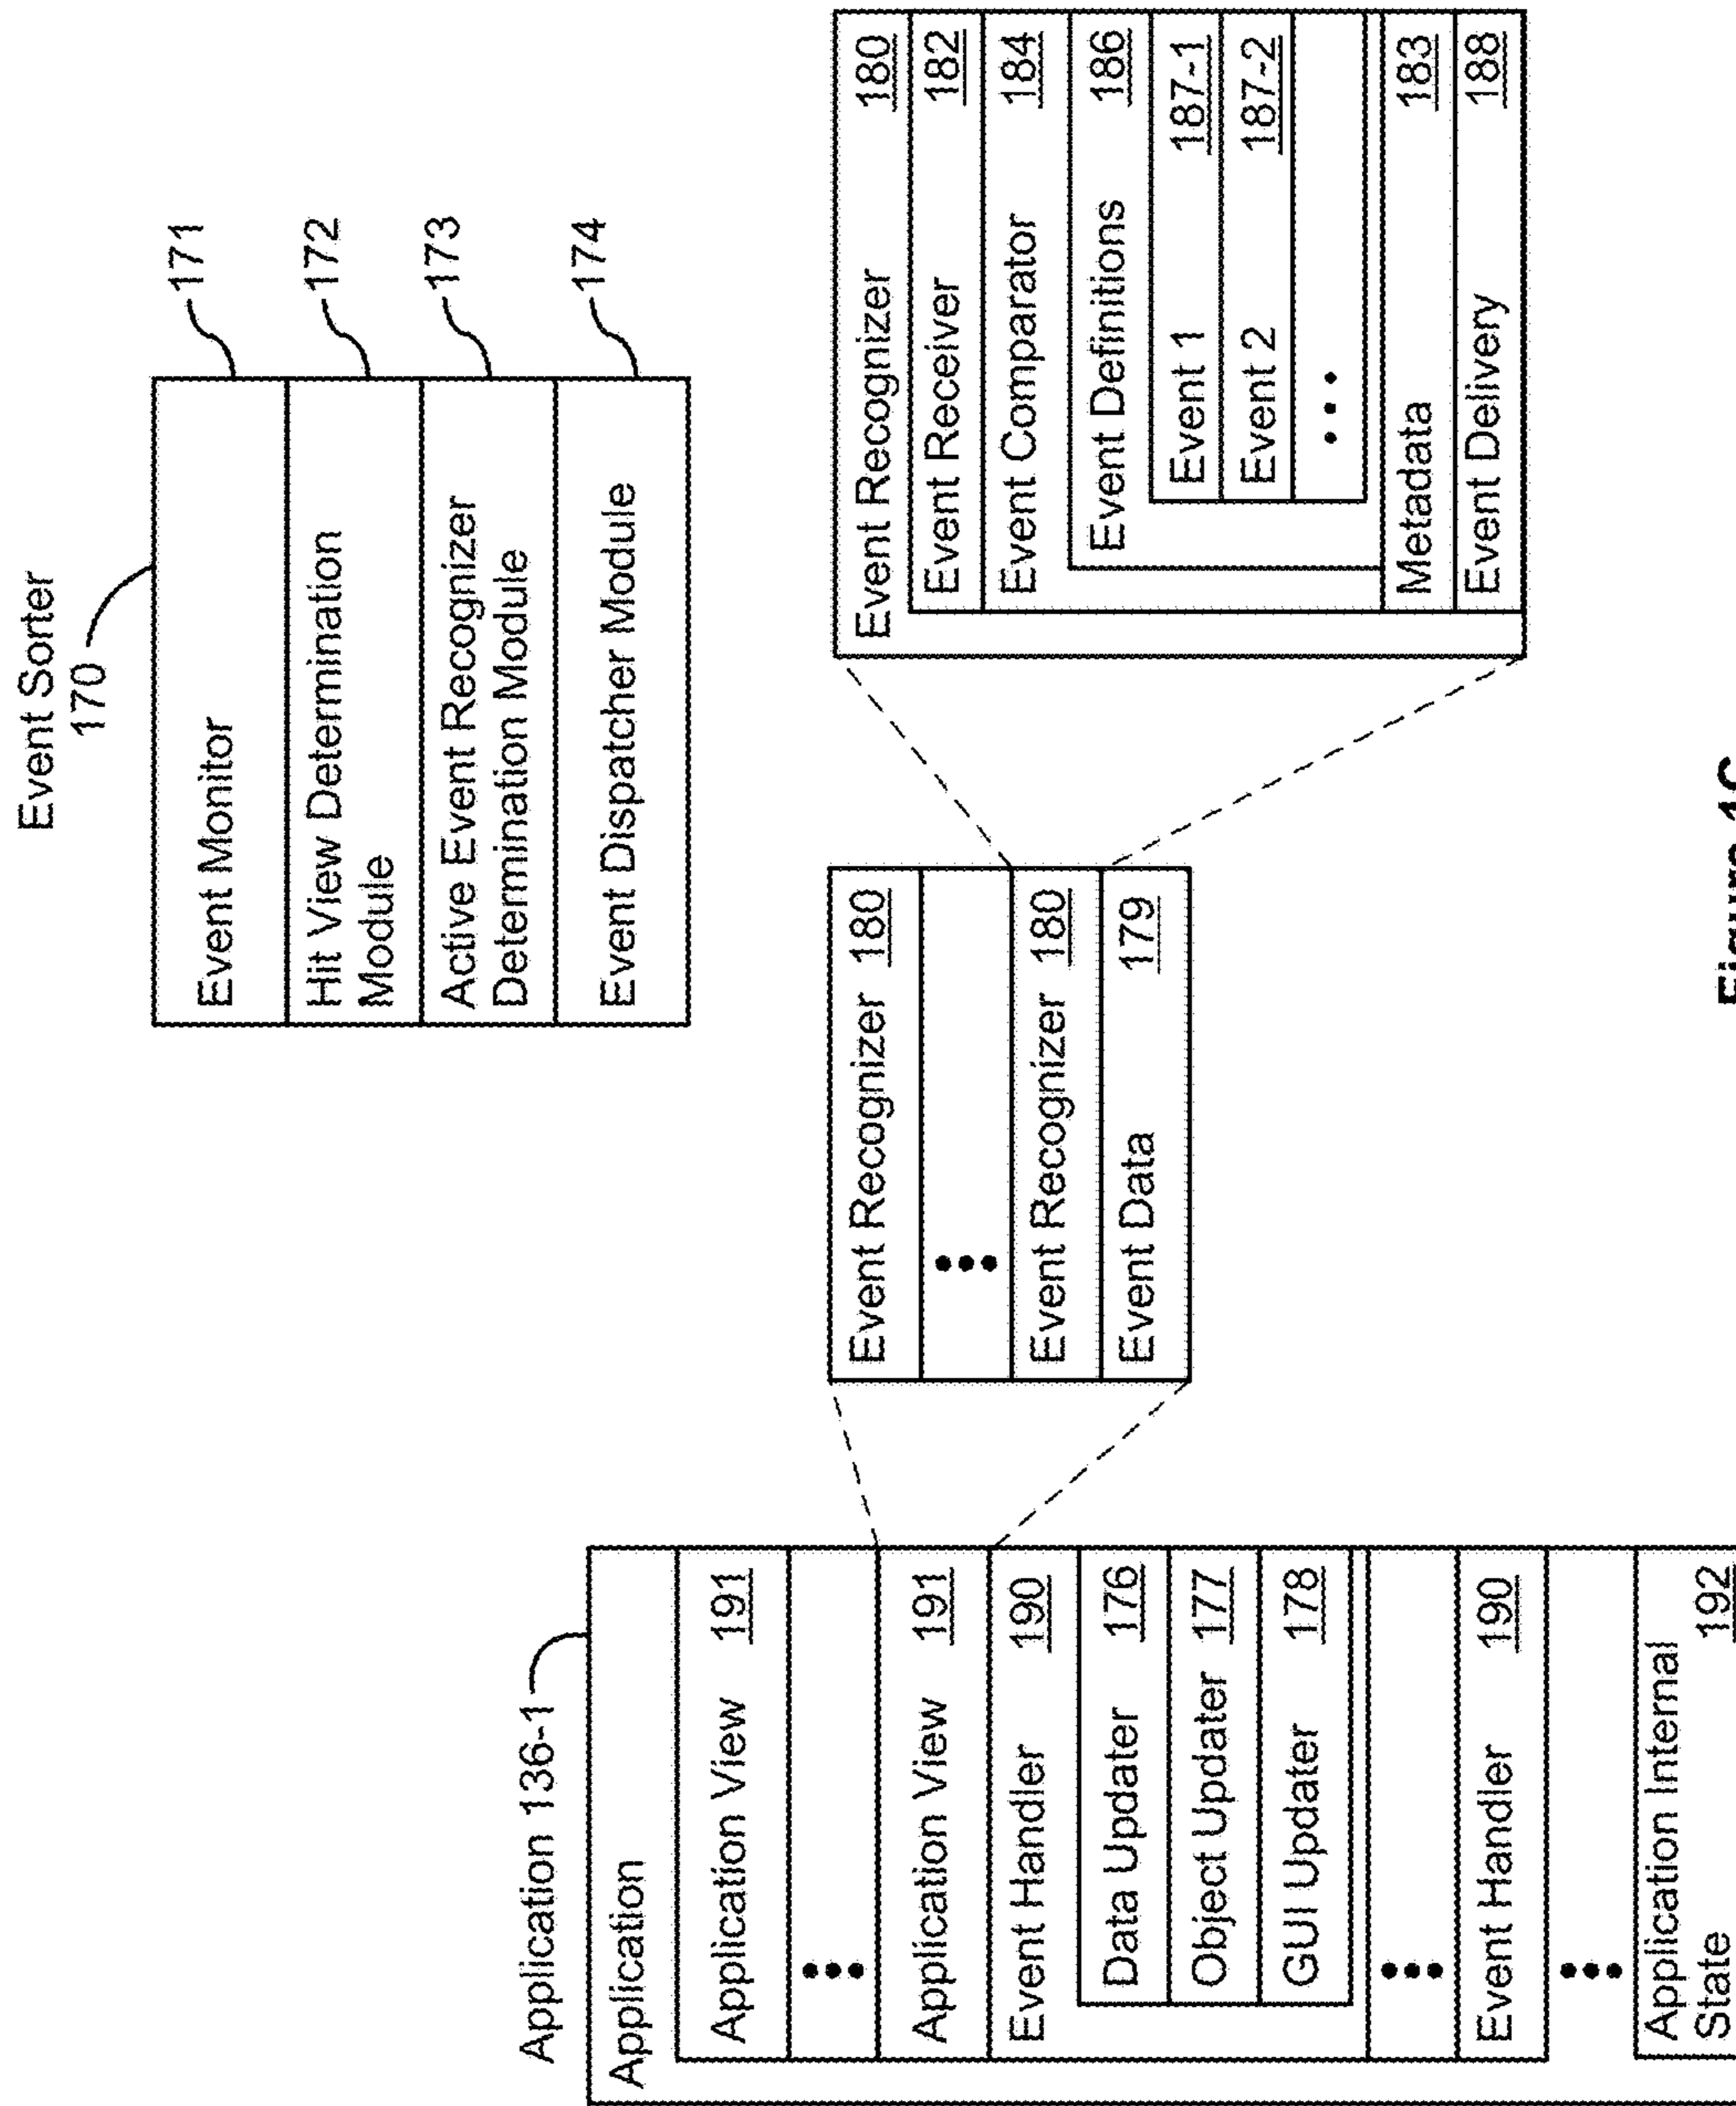 Event Sorter
170
Event Monitor
171
Hit View Determination
Module
172
Active Event Recognizer
Determination Module
173
Event Dispatcher Module
174
Application 136-1
Application
Application View 191
Application View 191
Event Handler 190
Data Updater 176
Object Updater 177
GUI Updater 178
Event Handler 190
Application Internal
State 192
Event Recognizer 180
Event Recognizer 180
Event Data 179
Event Recognizer 180
Event Receiver 182
Event Comparator 184
Event Definitions 186
Event 1 187-1
Event 2 187-2
Metadata 183
Event Delivery 188
Figure 1C